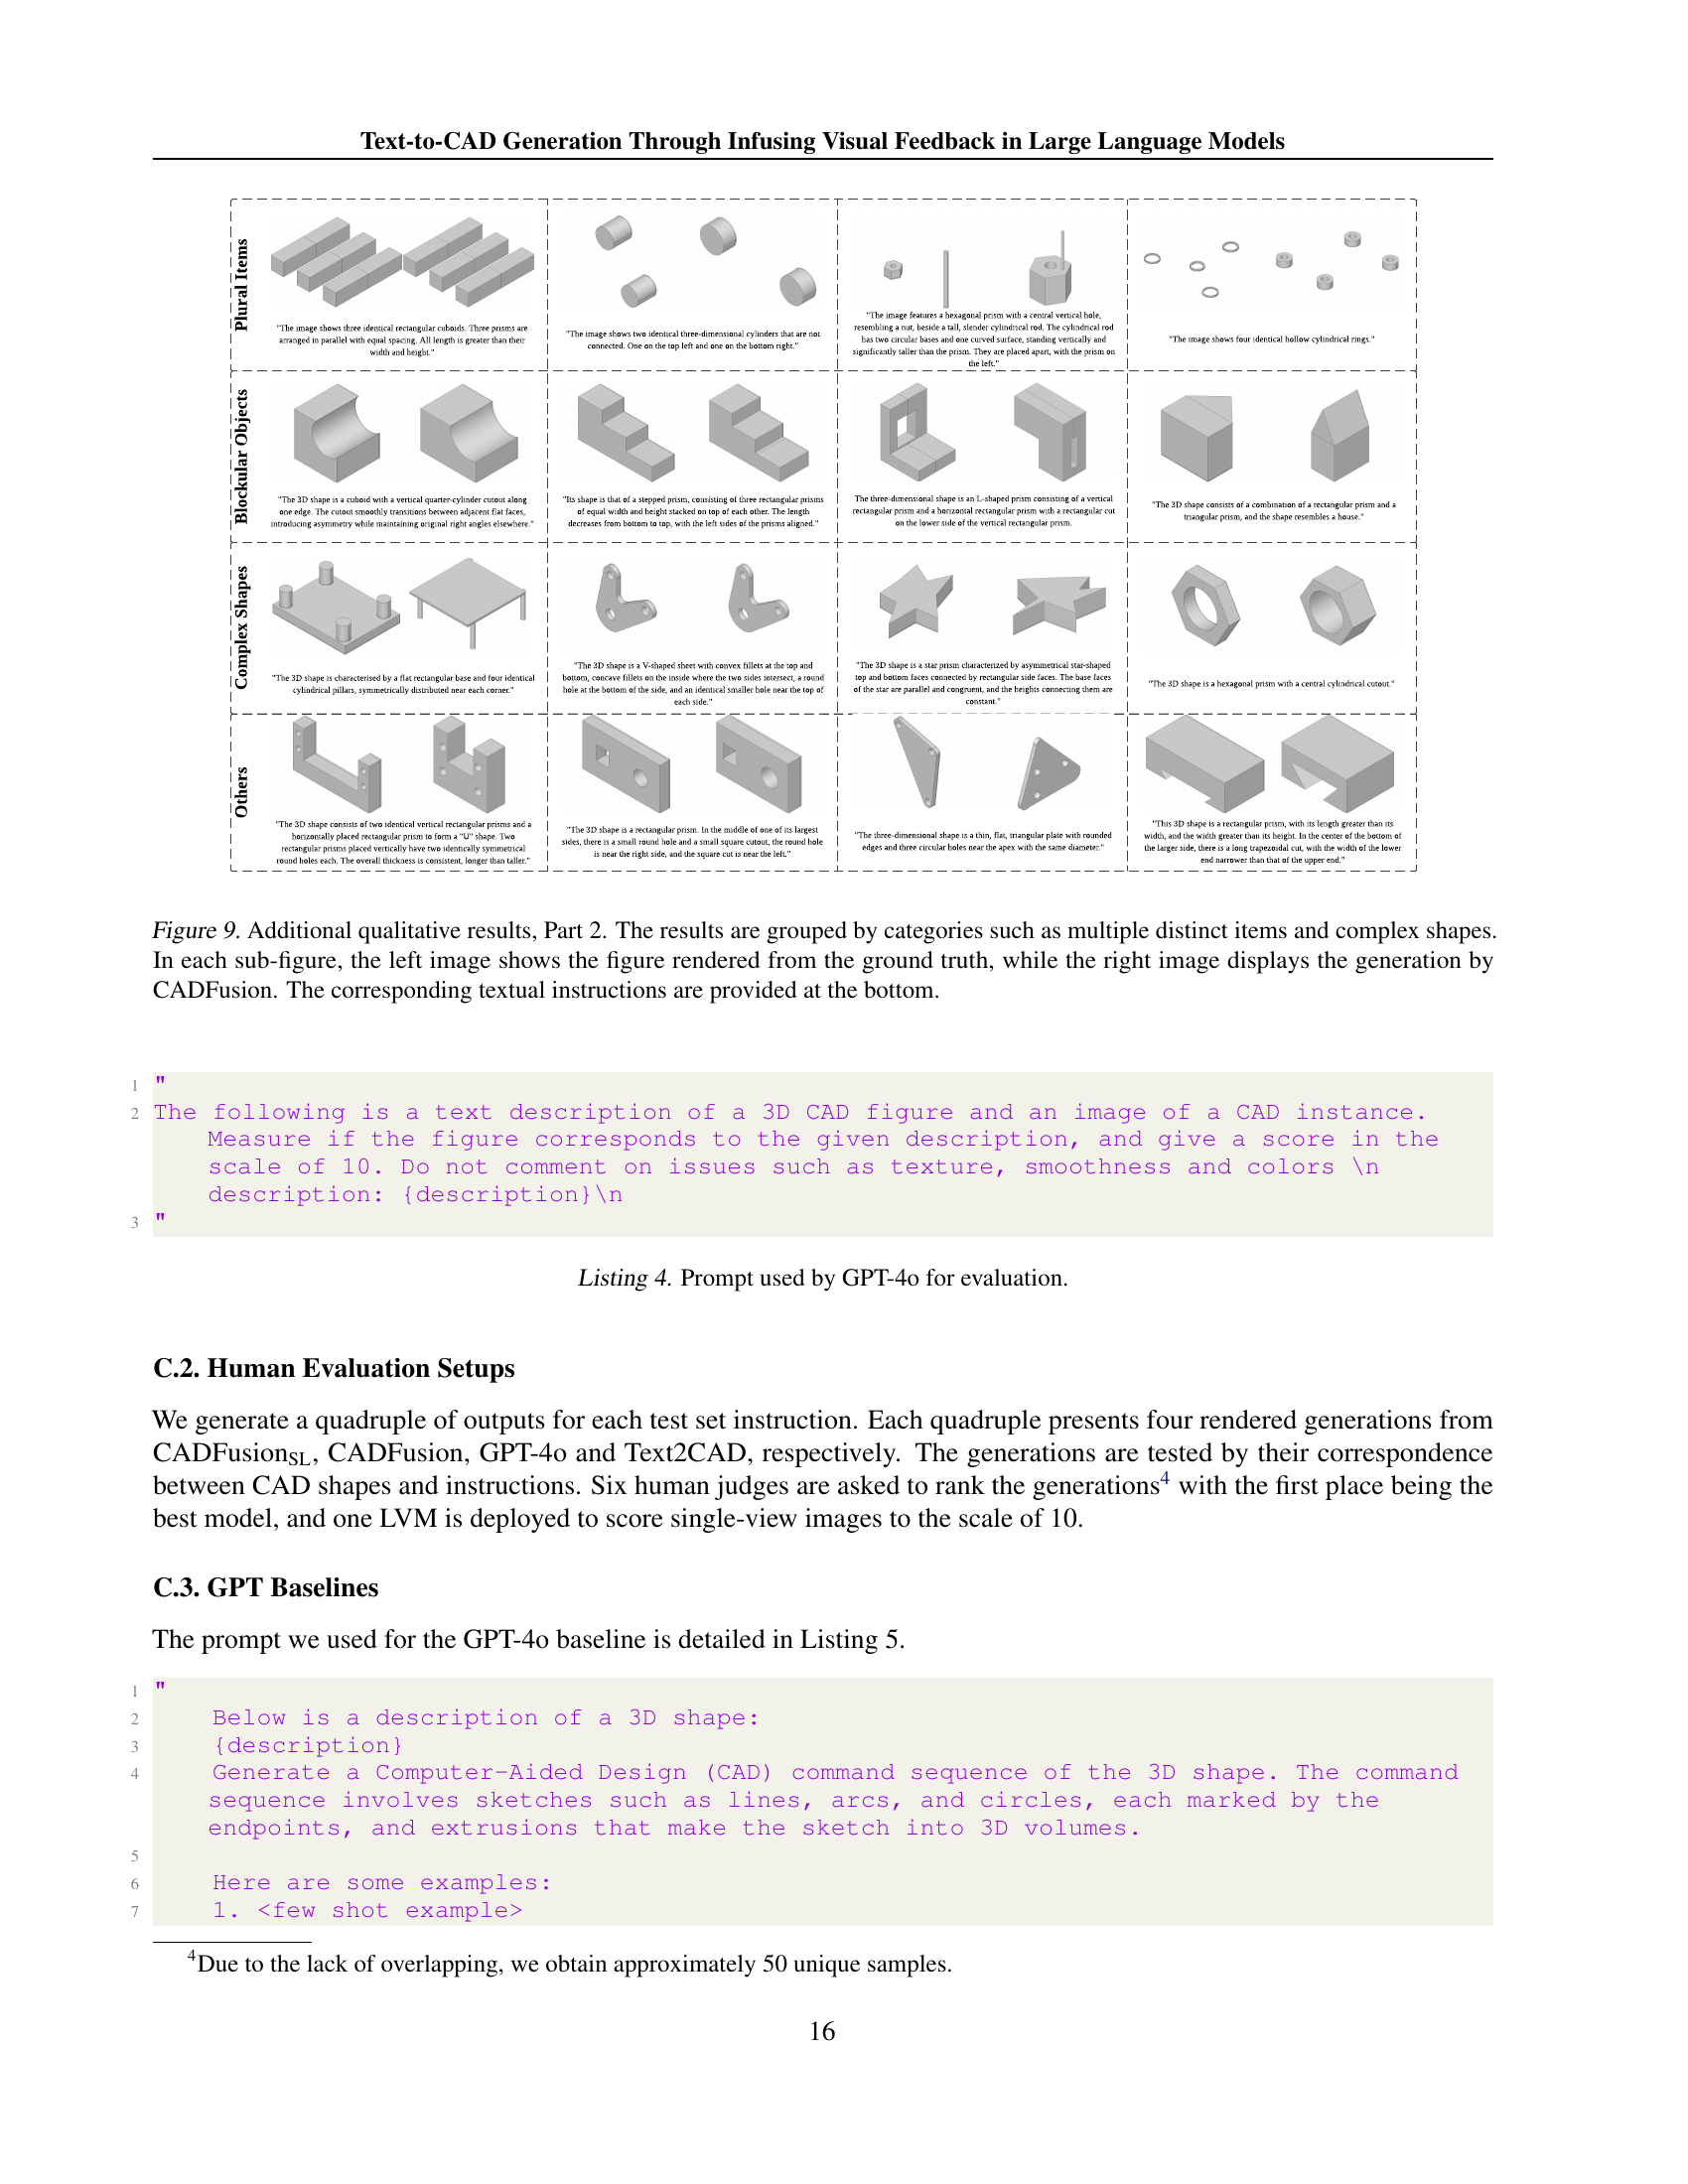 Text-to-CAD Generation Through Infusing Visual Feedback in Large Language Models
Plural Items
"The image shows three identical rectangular cuboids. Three prisms are
arranged in parallel with equal spacing. All length is greater than their
width and height."
"The image shows two identical three-dimensional cylinders that are not
connected. One on the top left and one on the bottom right."
"The image features a hexagonal prism with a central vertical hole,
resembling a nut, beside a tall, slender cylindrical rod. The cylindrical rod
has two circular bases and one curved surface, standing vertically and
significantly taller than the prism. They are placed apart, with the prism on
the left."
"The image shows four identical hollow cylindrical rings."
Blockular Objects
"The 3D shape is a cuboid with a vertical quarter-cylinder cutout along
one edge. The cutout smoothly transitions between adjacent flat faces,
introducing asymmetry while maintaining original right angles elsewhere."
"Its shape is that of a stepped prism, consisting of three rectangular prisms
of equal width and height stacked on top of each other. The length
decreases from bottom to top, with the left sides of the prisms aligned."
The three-dimensional shape is an L-shaped prism consisting of a vertical
rectangular prism and a horizontal rectangular prism with a rectangular cut
on the lower side of the vertical rectangular prism.
"The 3D shape consists of a combination of a rectangular prism and a
triangular prism, and the shape resembles a house."
Complex Shapes
"The 3D shape is characterised by a flat rectangular base and four identical
cylindrical pillars, symmetrically distributed near each corner."
"The 3D shape is a V-shaped sheet with convex fillets at the top and
bottom, concave fillets on the inside where the two sides intersect, a round
hole at the bottom of the side, and an identical smaller hole near the top of
each side."
"The 3D shape is a star prism characterized by asymmetrical star-shaped
top and bottom faces connected by rectangular side faces. The base faces
of the star are parallel and congruent, and the heights connecting them are
constant."
"The 3D shape is a hexagonal prism with a central cylindrical cutout."
Others
"The 3D shape consists of two identical vertical rectangular prisms and a
horizontally placed rectangular prism to form a "U" shape. Two
rectangular prisms placed vertically have two identically symmetrical
round holes each. The overall thickness is consistent, longer than taller."
"The 3D shape is a rectangular prism. In the middle of one of its largest
sides, there is a small round hole and a small square cutout, the round hole
is near the right side, and the square cut is near the left."
"The three-dimensional shape is a thin, flat, triangular plate with rounded
edges and three circular holes near the apex with the same diameter."
"This 3D shape is a rectangular prism, with its length greater than its
width, and the width greater than its height. In the center of the bottom of
the larger side, there is a long trapezoidal cut, with the width of the lower
end narrower than that of the upper end."
Figure 9. Additional qualitative results, Part 2. The results are grouped by categories such as multiple distinct items and complex shapes.
In each sub-figure, the left image shows the figure rendered from the ground truth, while the right image displays the generation by
CADFusion. The corresponding textual instructions are provided at the bottom.
1 "
2 The following is a text description of a 3D CAD figure and an image of a CAD instance.
Measure if the figure corresponds to the given description, and give a score in the
scale of 10. Do not comment on issues such as texture, smoothness and colors \n
description: {description}\n
3 "
Listing 4. Prompt used by GPT-4o for evaluation.
C.2. Human Evaluation Setups
We generate a quadruple of outputs for each test set instruction. Each quadruple presents four rendered generations from
CADFusionSL, CADFusion, GPT-4o and Text2CAD, respectively. The generations are tested by their correspondence
between CAD shapes and instructions. Six human judges are asked to rank the generations4 with the first place being the
best model, and one LVM is deployed to score single-view images to the scale of 10.
C.3. GPT Baselines
The prompt we used for the GPT-4o baseline is detailed in Listing 5.
1 "
2 Below is a description of a 3D shape:
3 {description}
4 Generate a Computer-Aided Design (CAD) command sequence of the 3D shape. The command
sequence involves sketches such as lines, arcs, and circles, each marked by the
endpoints, and extrusions that make the sketch into 3D volumes.
5
6 Here are some examples:
7 1. <few shot example>
4Due to the lack of overlapping, we obtain approximately 50 unique samples.
16